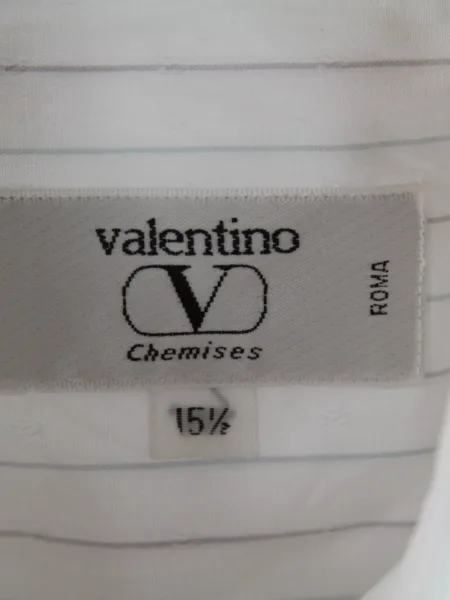 valentino
V
Chemises
ROMA
15½